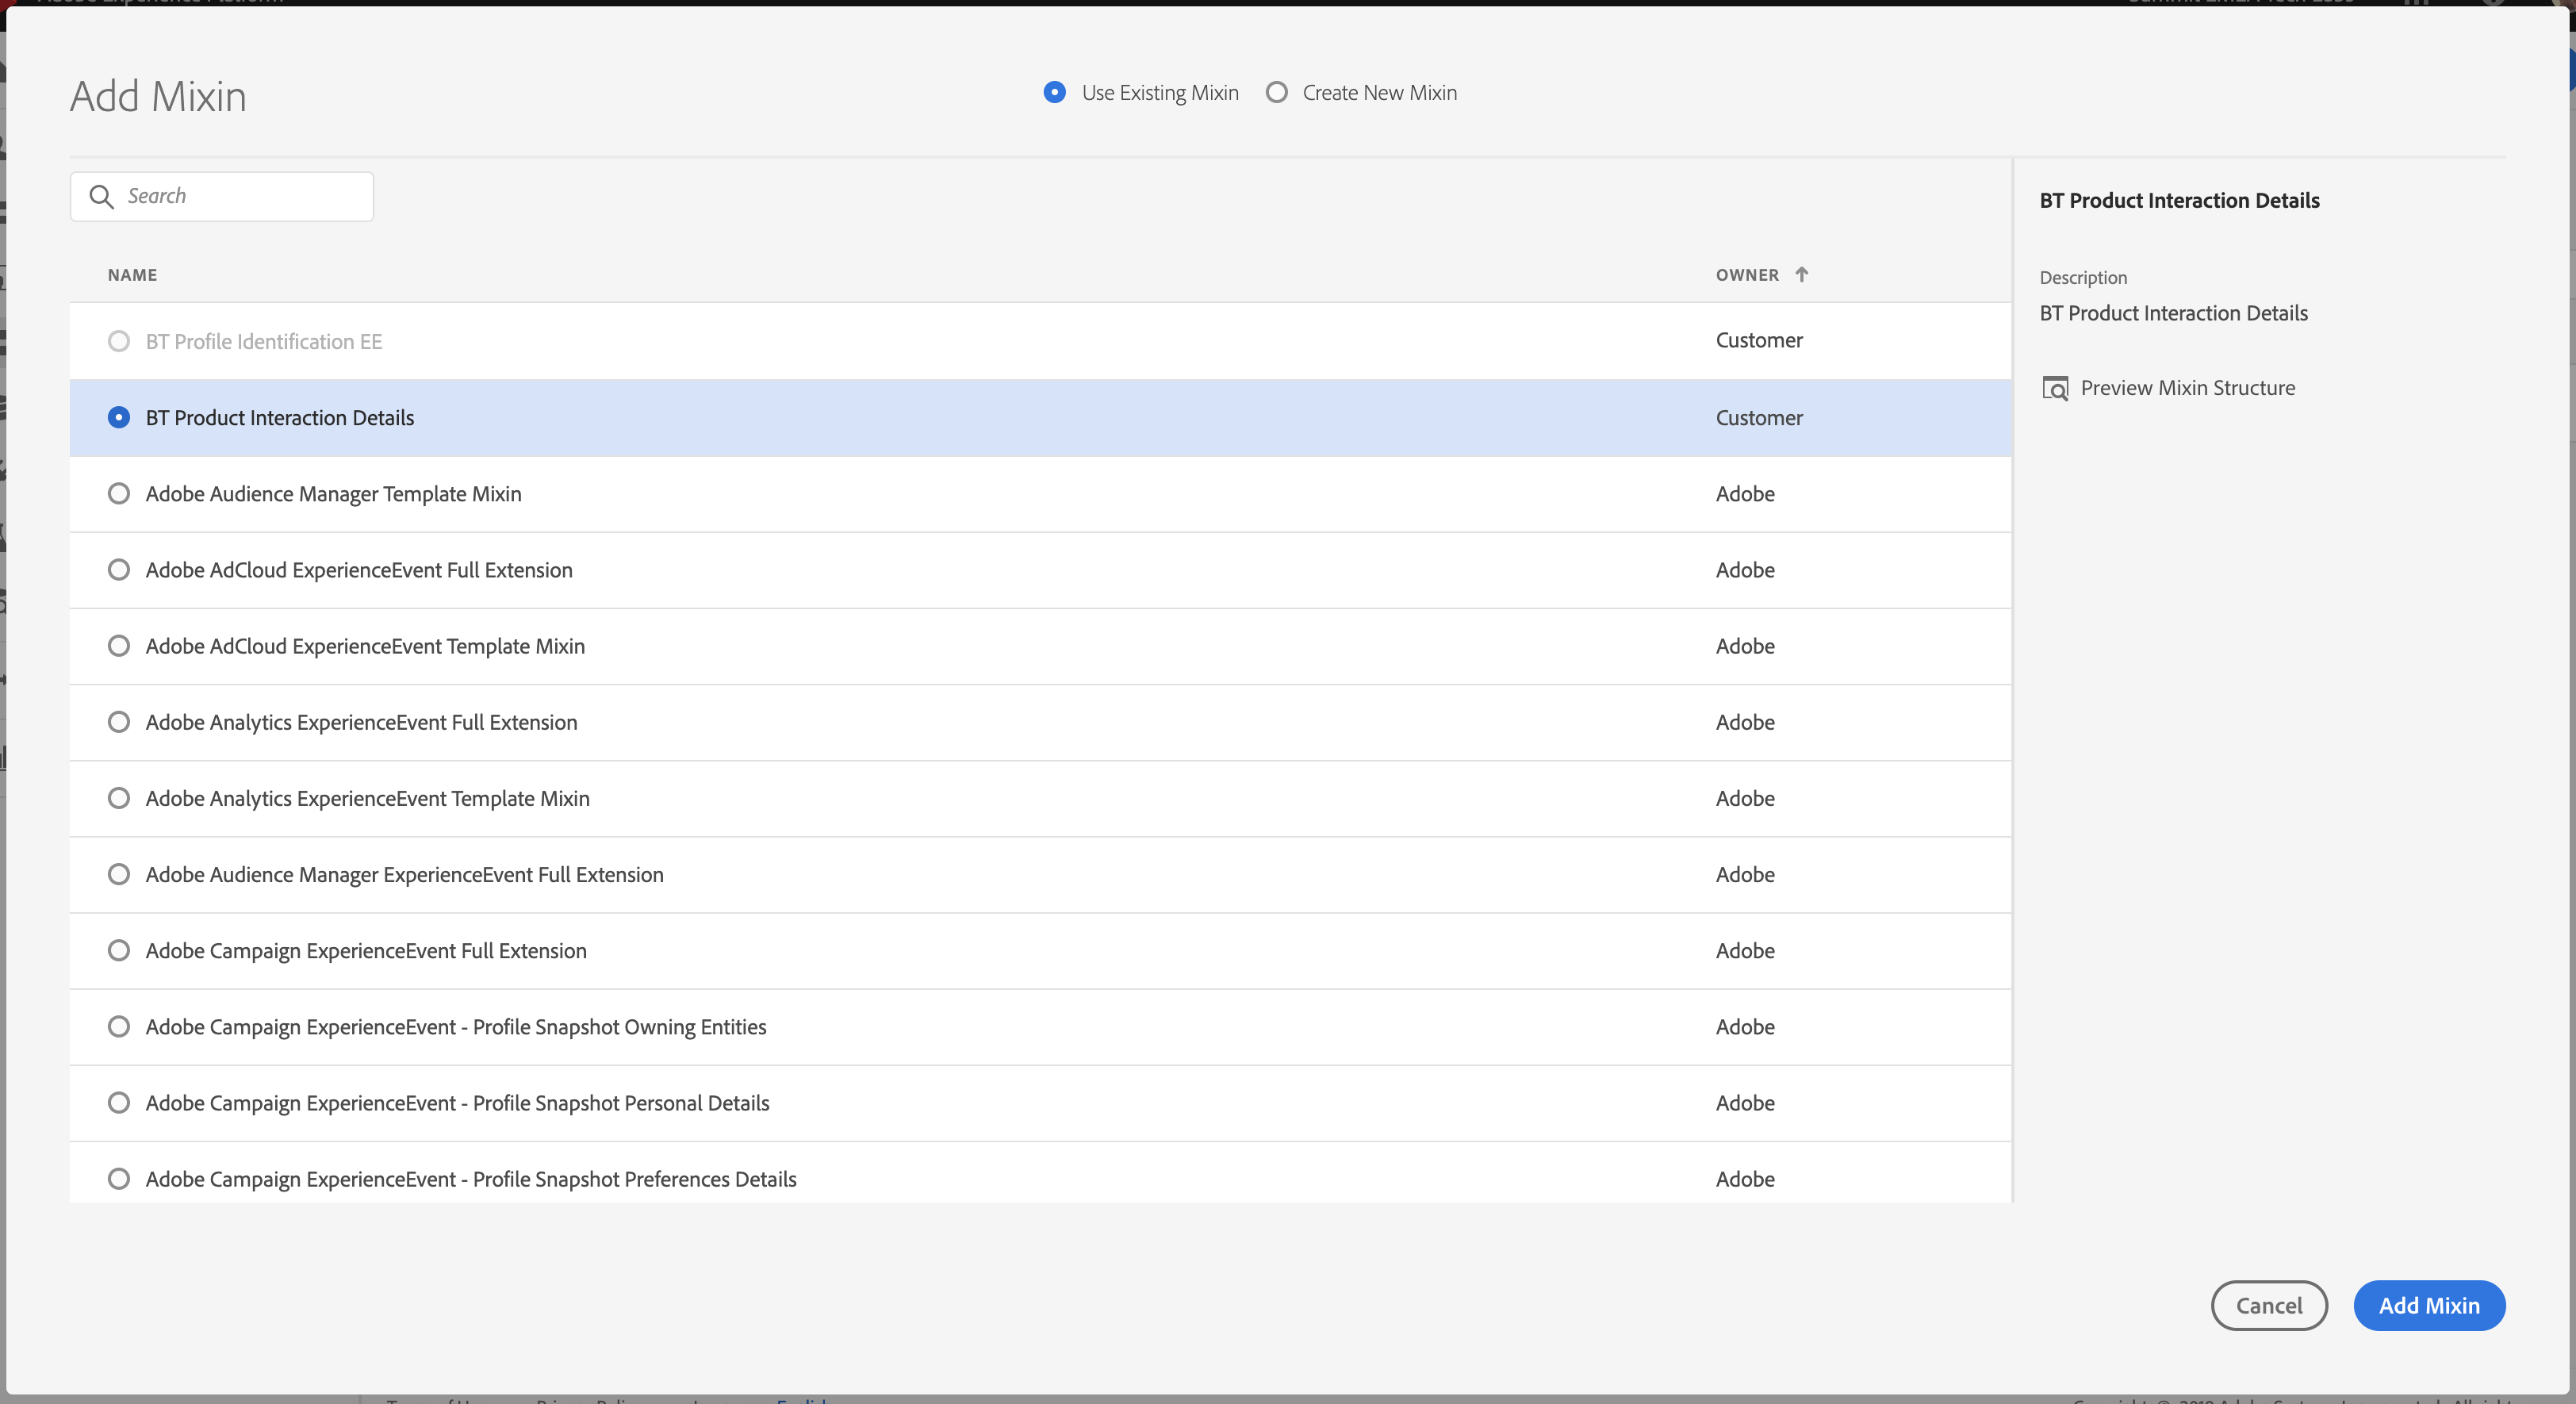 Adobe Experience Platform
Add Mixin
Use Existing Mixin
Create New Mixin
Search
NAME
OWNER
BT Profile Identification EE
Customer
BT Product Interaction Details
Customer
Adobe Audience Manager Template Mixin
Adobe
Adobe AdCloud ExperienceEvent Full Extension
Adobe
Adobe AdCloud ExperienceEvent Template Mixin
Adobe
Adobe Analytics ExperienceEvent Full Extension
Adobe
Adobe Analytics ExperienceEvent Template Mixin
Adobe
Adobe Audience Manager ExperienceEvent Full Extension
Adobe
Adobe Campaign ExperienceEvent Full Extension
Adobe
Adobe Campaign ExperienceEvent - Profile Snapshot Owning Entities
Adobe
Adobe Campaign ExperienceEvent - Profile Snapshot Personal Details
Adobe
Adobe Campaign ExperienceEvent - Profile Snapshot Preferences Details
Adobe
BT Product Interaction Details
Description
BT Product Interaction Details
Preview Mixin Structure
Cancel
Add Mixin